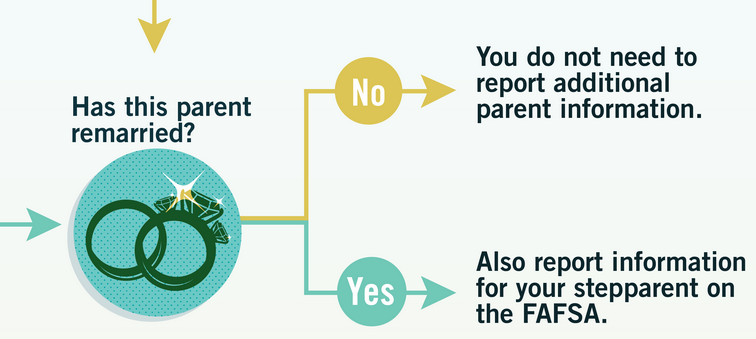 Has this parent
remarried?
No
You do not need to
report additional
parent information.
Yes
Also report information
for your stepparent on
the FAFSA.